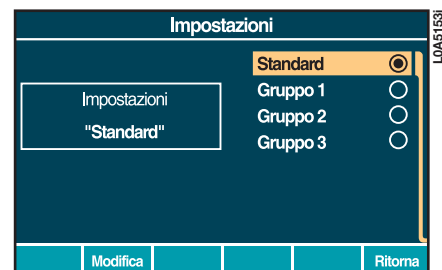 Impostazioni
Standard
Gruppo 1
Gruppo 2
Gruppo 3
Impostazioni
"Standard"
Modifica
Ritorna
L0A5153i